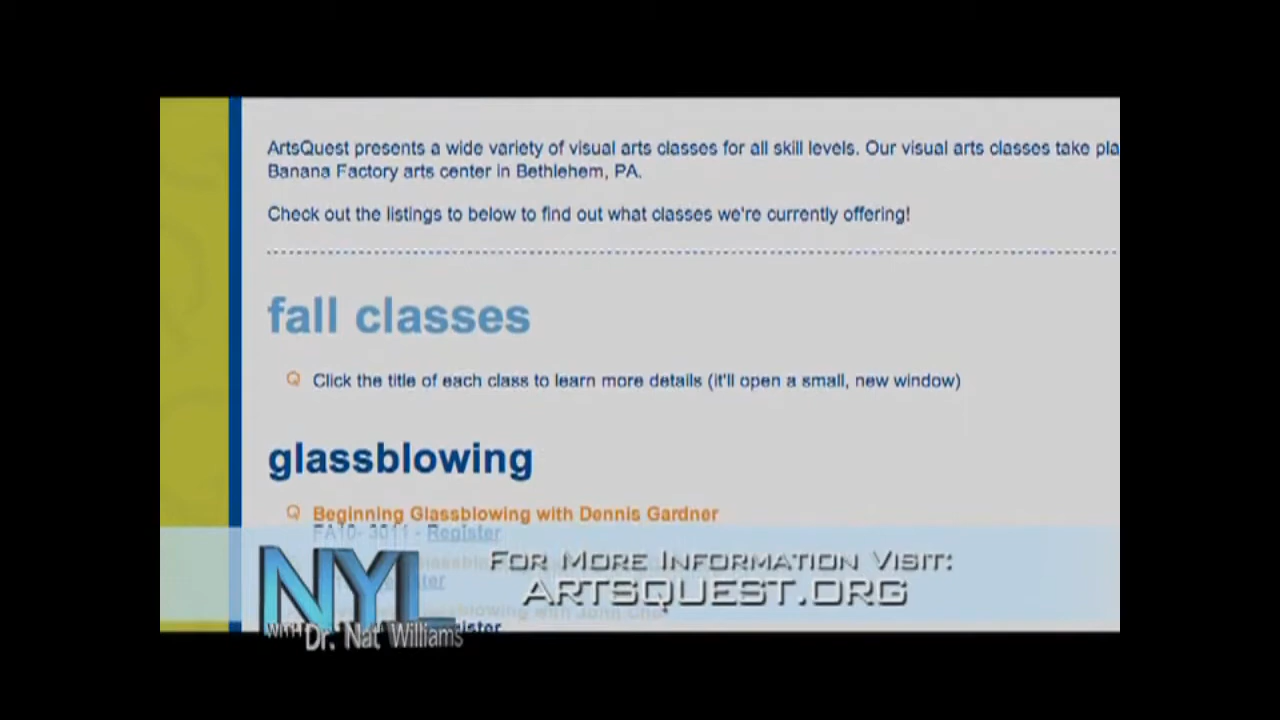 ArtsQuest presents a wide variety of visual arts classes for all skill levels. Our visual arts classes take pla
Banana Factory arts center in Bethlehem, PA.
Check out the listings to below to find out what classes we're currently offering!
fall classes
Click the title of each class to learn more details (it'll open a small, new window)
glassblowing
Beginning Glassblowing with Dennis Gardner
FA10- 3011 - Register
FOR MORE INFORMATION VISIT:
ARTSQUEST.ORG
NYL
WITH Dr. Nat Williams